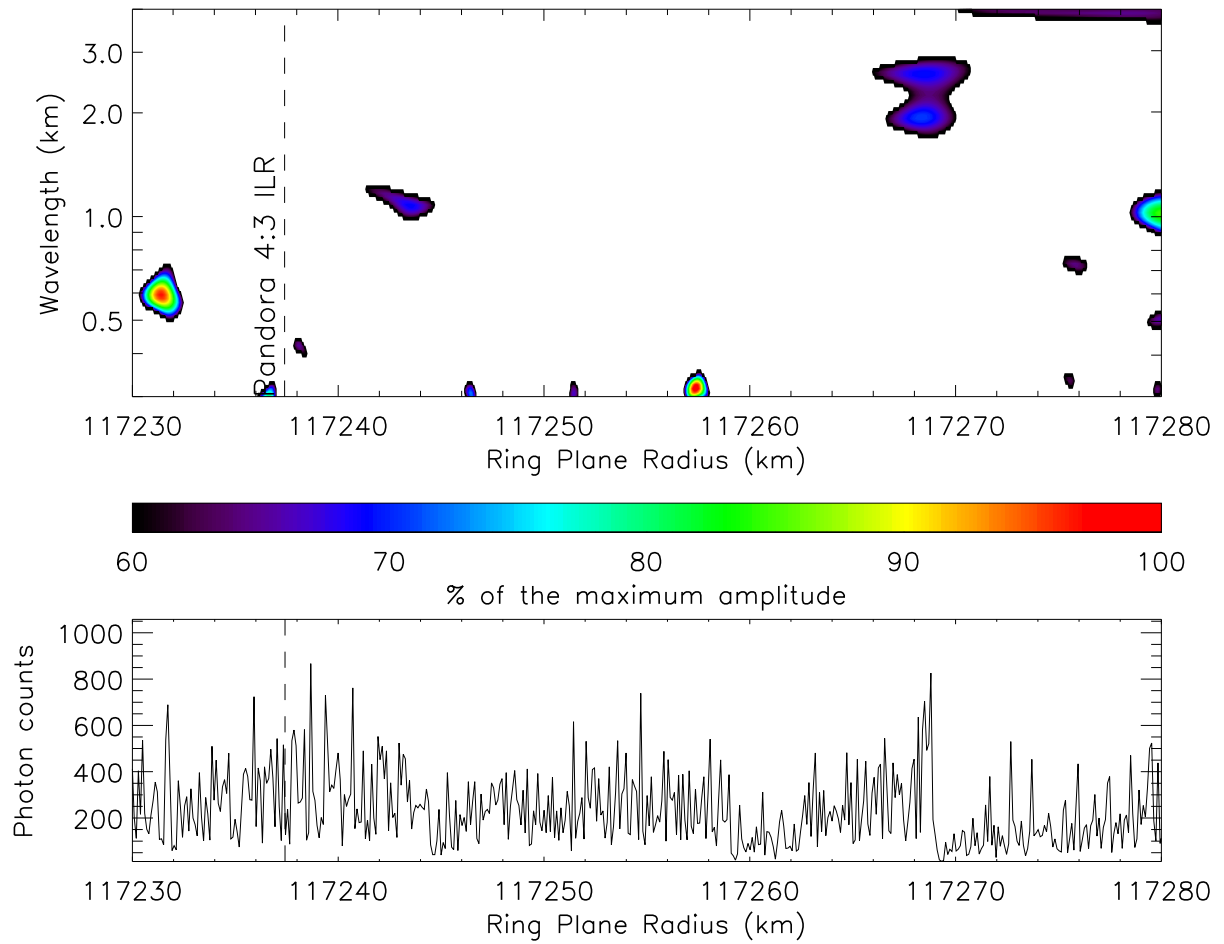 3.0
2.0
1.0
0.5
Wavelength (km)
Pandora 4:3 ILR
117230 117240 117250 117260 117270 117280
Ring Plane Radius (km)
60 70 80 90 100
% of the maximum amplitude
1000
800
600
400
200
Photon counts
117230 117240 117250 117260 117270 117280
Ring Plane Radius (km)